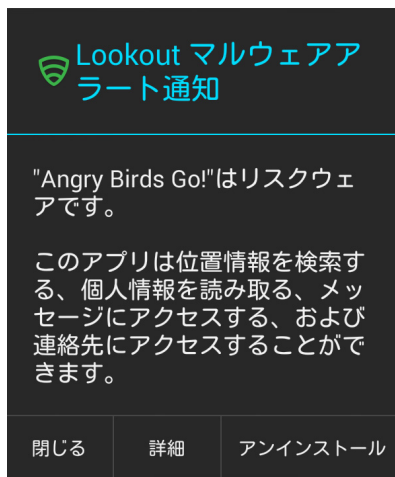 Lookout マルウェアア
ラート通知
"Angry Birds Go!"はリスクウェ
アです。
このアプリは位置情報を検索す
る、個人情報を読み取る、メッ
セージにアクセスする、および
連絡先にアクセスすることがで
きます。
閉じる
詳細
アンインストール